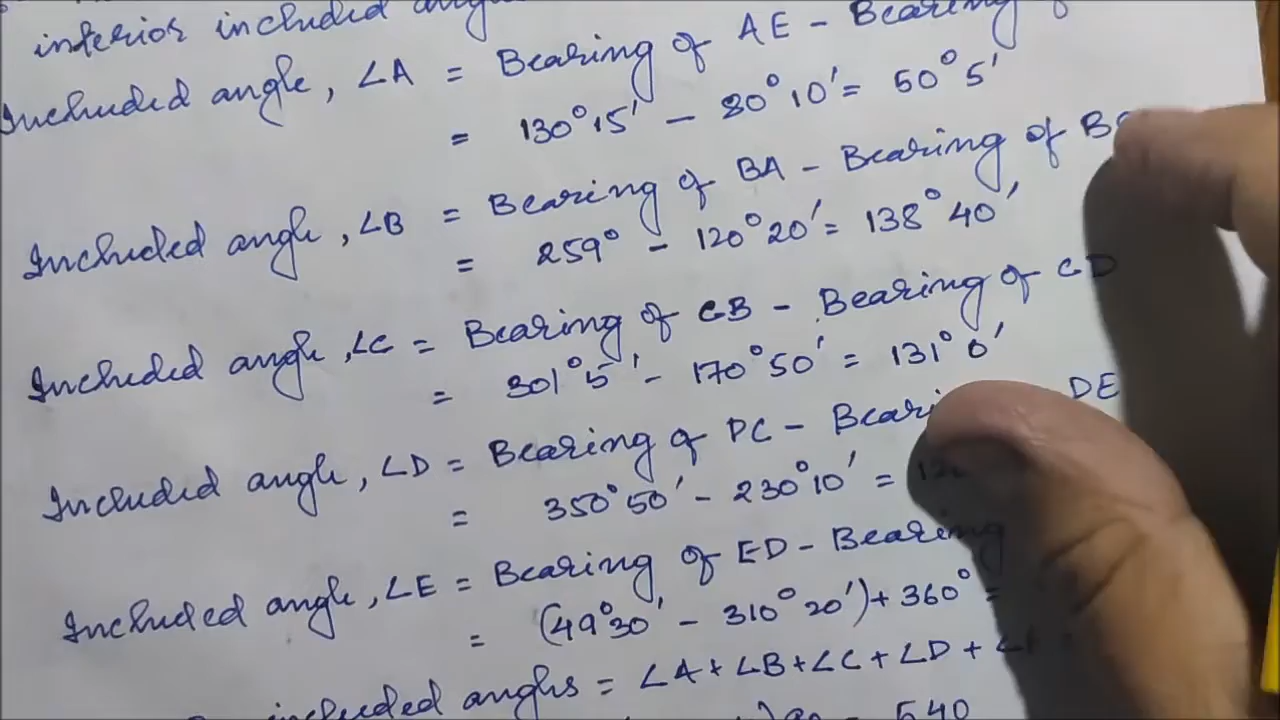 interior included
Included angle, ∠A = Bearing of AE - Bearing
= 130°15' - 80°10' = 50°5'
Included angle, ∠B = Bearing of BA - Bearing of
= 259° - 120°20' = 138°40'
Included angle, ∠C = Bearing of CB - Bearing of CD
= 301°5' - 170°50' = 131°0'
Included angle, ∠D = Bearing of DC - DE
= 350°50' - 230°10' =
Included angle, ∠E = Bearing of ED - Bearing
= (49°30' - 310°20') + 360° =
included angles = ∠A + ∠B + ∠C + ∠D +
= 540